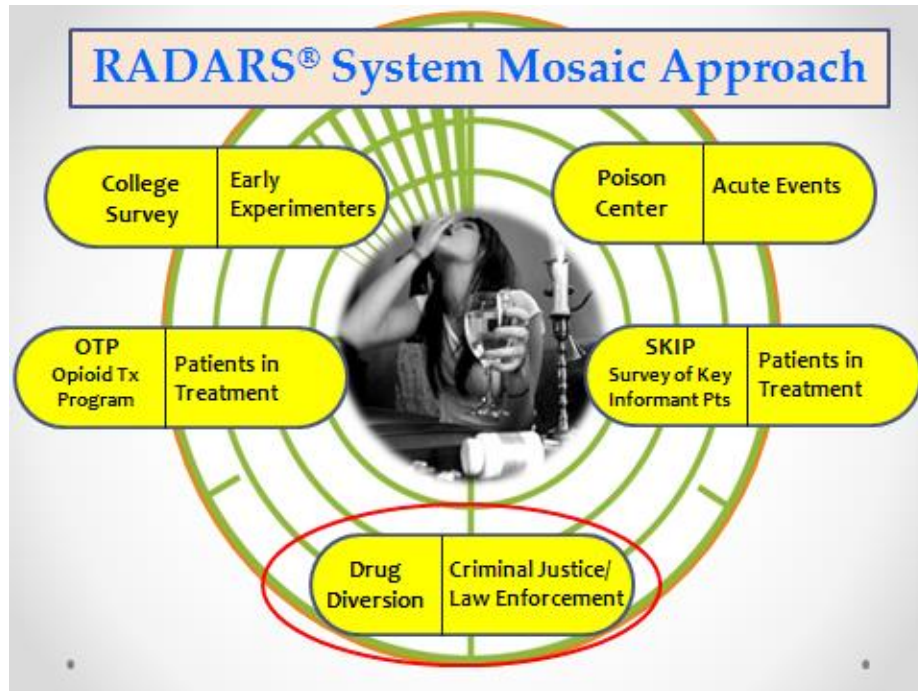 RADARS® System Mosaic Approach
College
Survey
Early
Experimenters
Poison
Center
Acute Events
OTP
Opioid Tx
Program
Patients in
Treatment
SKIP
Survey of Key
Informant Pts
Patients in
Treatment
Drug
Diversion
Criminal Justice/
Law Enforcement